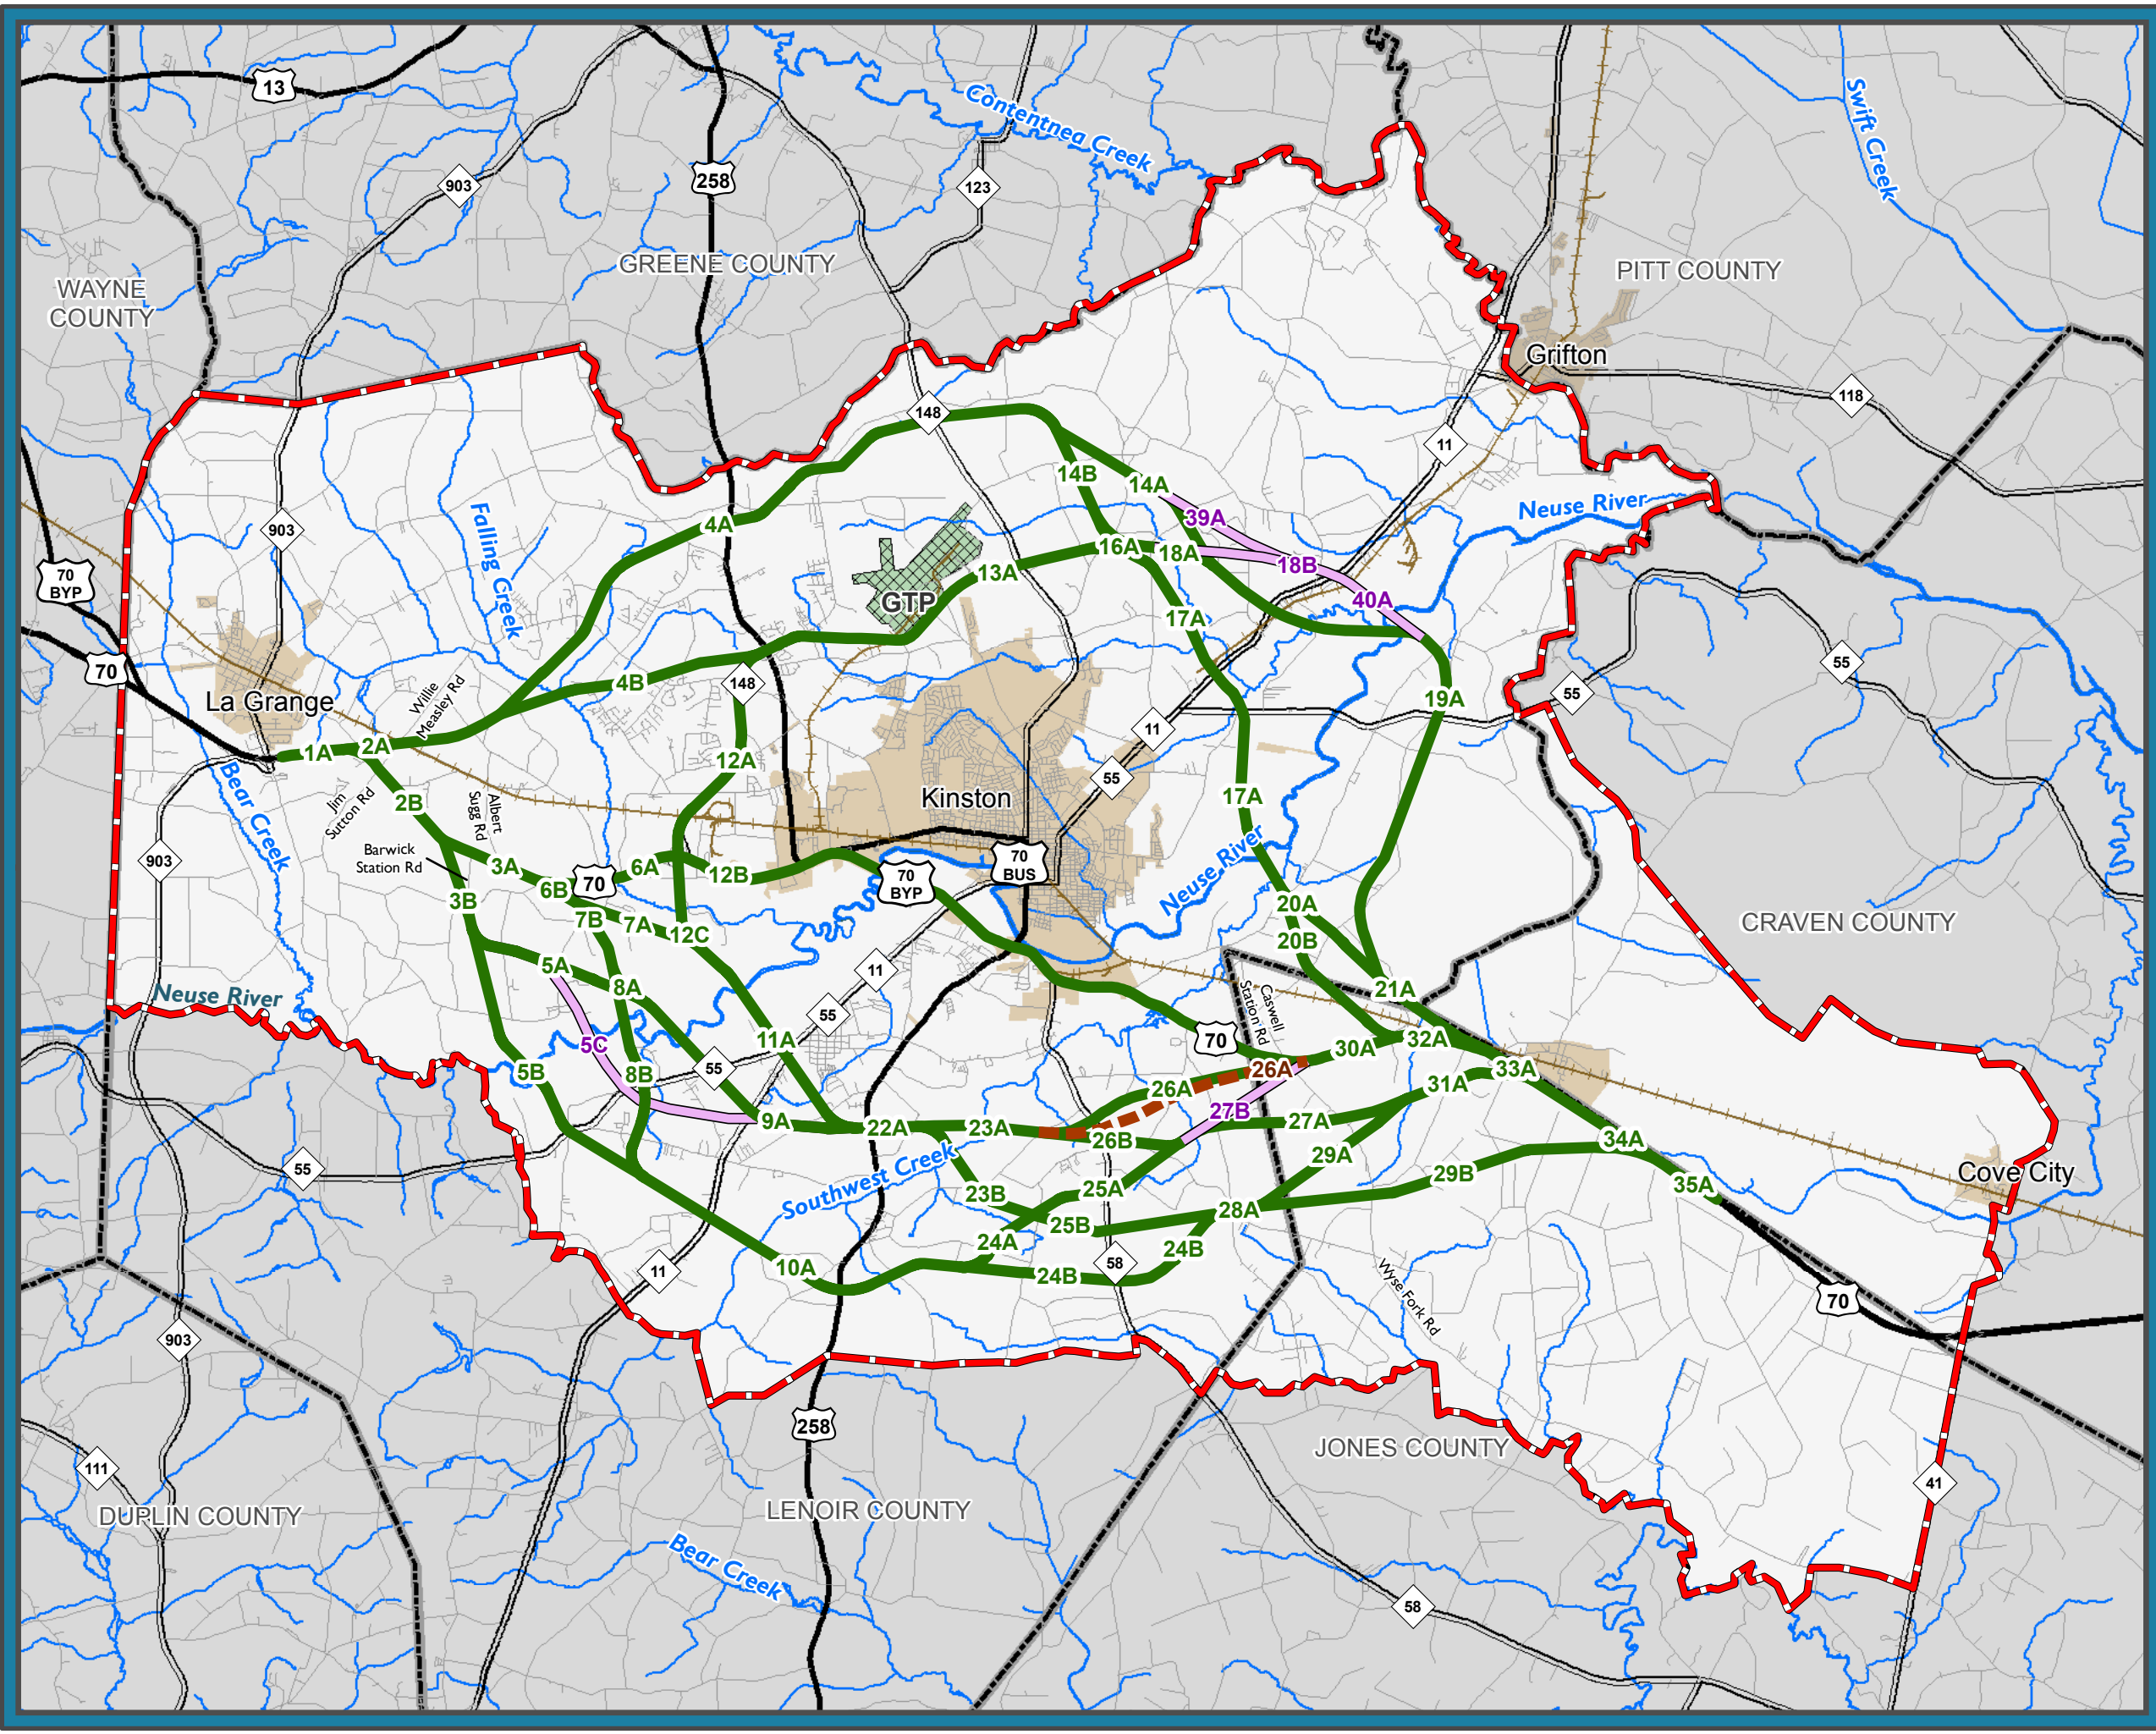 13
Swift Creek
Contentnea Creek
903
258
123
GREENE COUNTY
PITT COUNTY
WAYNE
COUNTY
Grifton
118
148
11
14B
14A
Neuse River
39A
4A
903
Falling Creek
16A
18A
18B
13A
70
BYP
GTP
40A
17A
70
4B
148
55
55
La Grange
Willie
Measley Rd
19A
11
1A
2A
12A
55
Bear Creek
Jim
Sutton Rd
2B
Albert
Sugg Rd
Kinston
17A
903
Barwick
Station Rd
3A
6B
70
6A
12B
70
BYP
70
BUS
Neuse River
3B
7B
7A
12C
20A
CRAVEN COUNTY
20B
5A
8A
11
21A
Neuse River
Caswell
Station Rd
55
5C
11A
70
30A
32A
5B
8B
55
26A
26A
33A
31A
9A
22A
23A
26B
27B
27A
34A
55
Southwest Creek
29A
29B
Cove City
23B
25A
35A
25B
28A
24A
24B
11
10A
24B
58
Wyse Fork Rd
70
903
258
JONES COUNTY
111
41
DUPLIN COUNTY
LENOIR COUNTY
Bear Creek
58